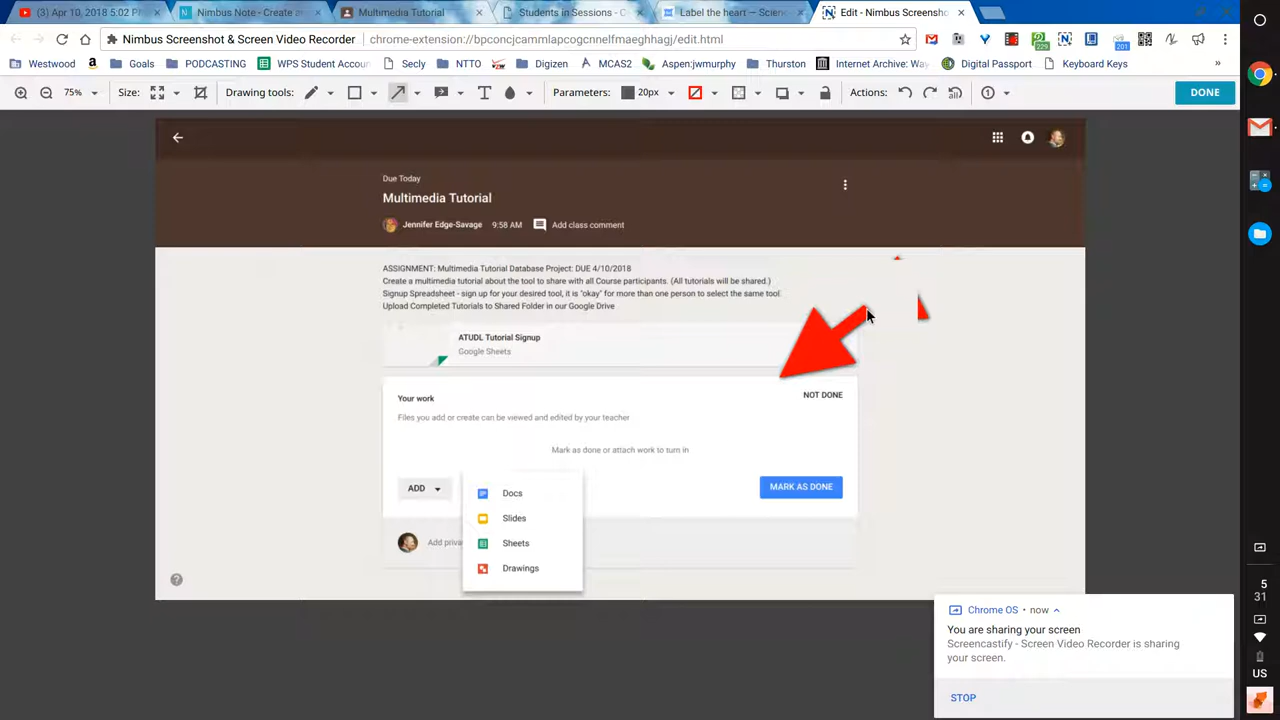 (3) Apr 10, 2018 5:02 P
Nimbus Note - Create an
Multimedia Tutorial
Students in Sessions - C
Label the heart — Scien
Edit - Nimbus Screensho
Nimbus Screenshot & Screen Video Recorder
chrome-extension://bpconcjcammlapcogcnnelfmaeghhagj/edit.html
229
201
Westwood
Goals
PODCASTING
WPS Student Accou
Secly
NTTO
Digizen
MCAS2
Aspen:jwmurphy
Thurston
Internet Archive: Way
Digital Passport
Keyboard Keys
»
75%
Size:
Drawing tools:
Parameters:
20px
Actions:
all
1
DONE
Due Today
Multimedia Tutorial
Jennifer Edge-Savage 9:58 AM Add class comment
ASSIGNMENT: Multimedia Tutorial Database Project: DUE 4/10/2018
Create a multimedia tutorial about the tool to share with all Course participants. (All tutorials will be shared.)
Signup Spreadsheet - sign up for your desired tool, it is "okay" for more than one person to select the same tool.
Upload Completed Tutorials to Shared Folder in our Google Drive
ATUDL Tutorial Signup
Google Sheets
Your work
NOT DONE
Files you add or create can be viewed and edited by your teacher
Mark as done or attach work to turn in
ADD
Docs
Slides
Sheets
Drawings
MARK AS DONE
Add priva
?
Chrome OS • now
You are sharing your screen
Screencastify - Screen Video Recorder is sharing
your screen.
STOP
5
31
US